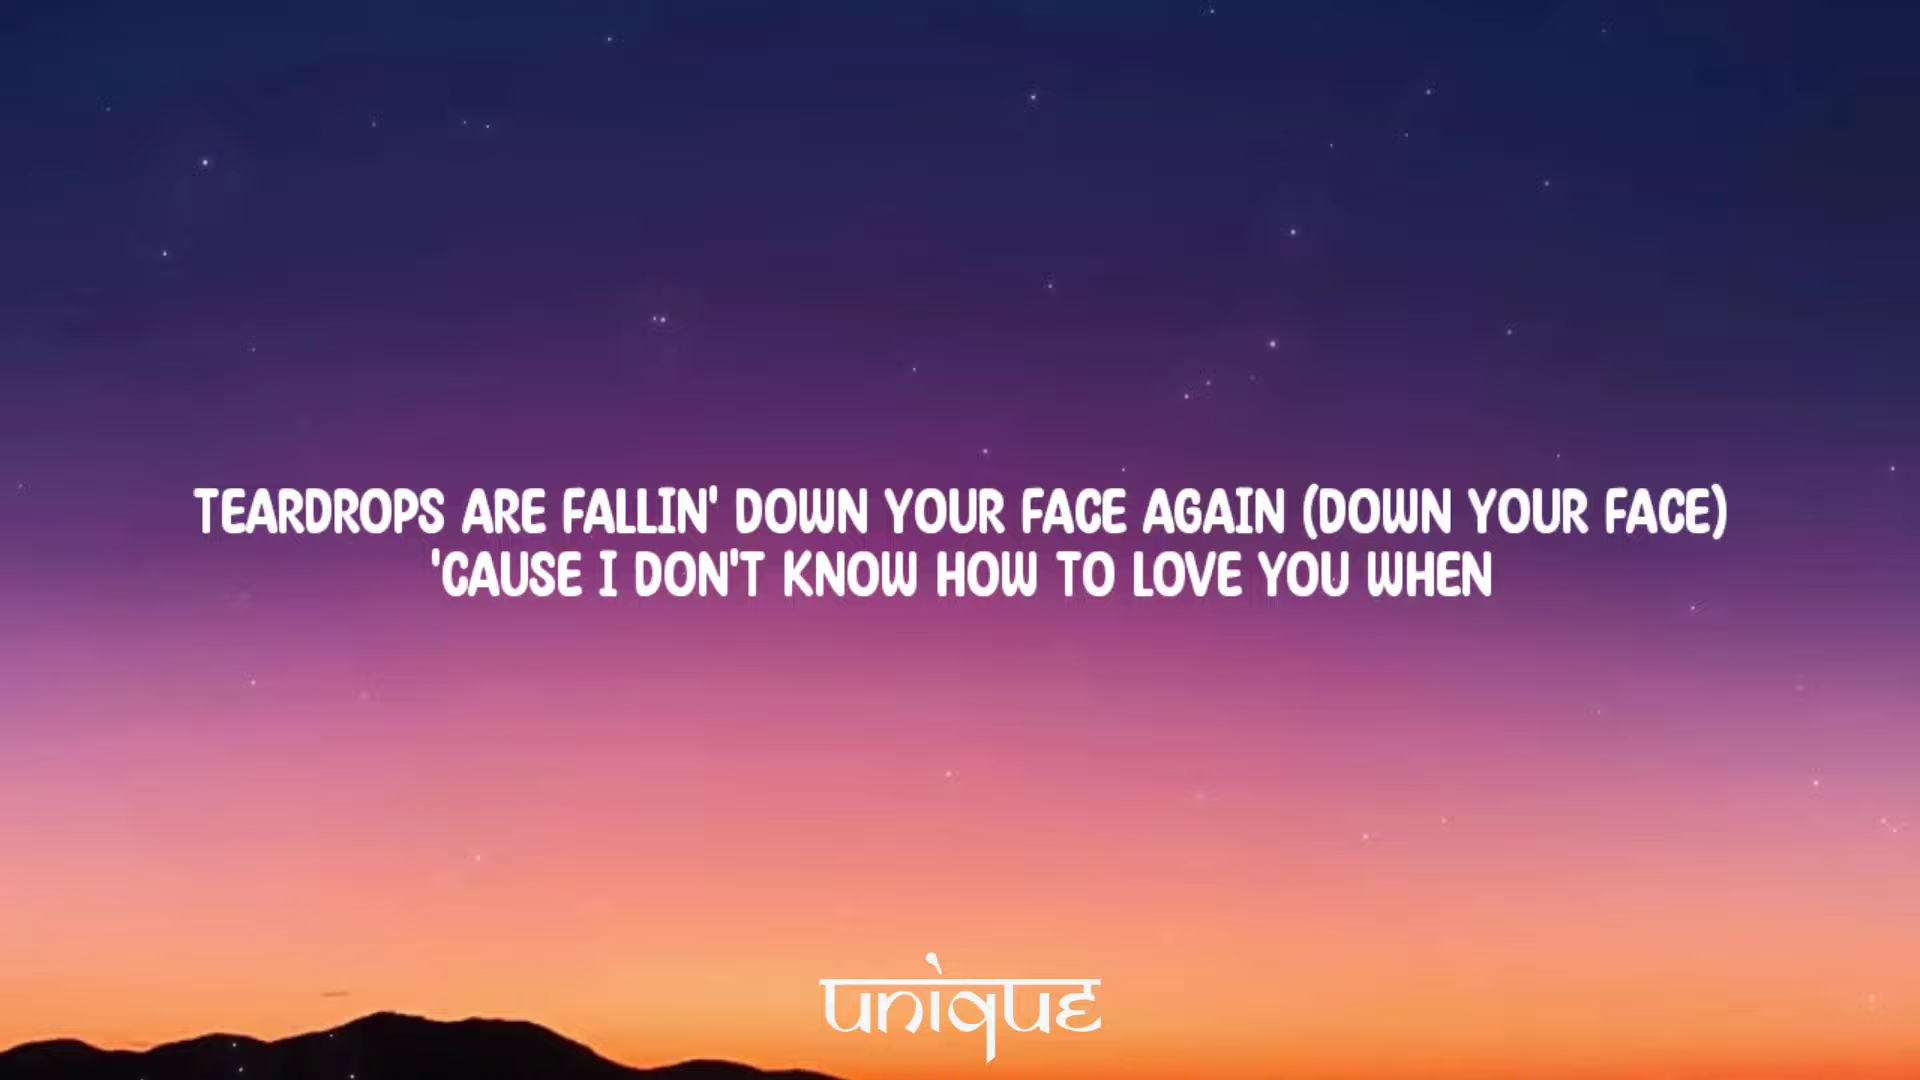 TEARDROPS ARE FALLIN' DOWN YOUR FACE AGAIN (DOWN YOUR FACE)
'CAUSE I DON'T KNOW HOW TO LOVE YOU WHEN
unique